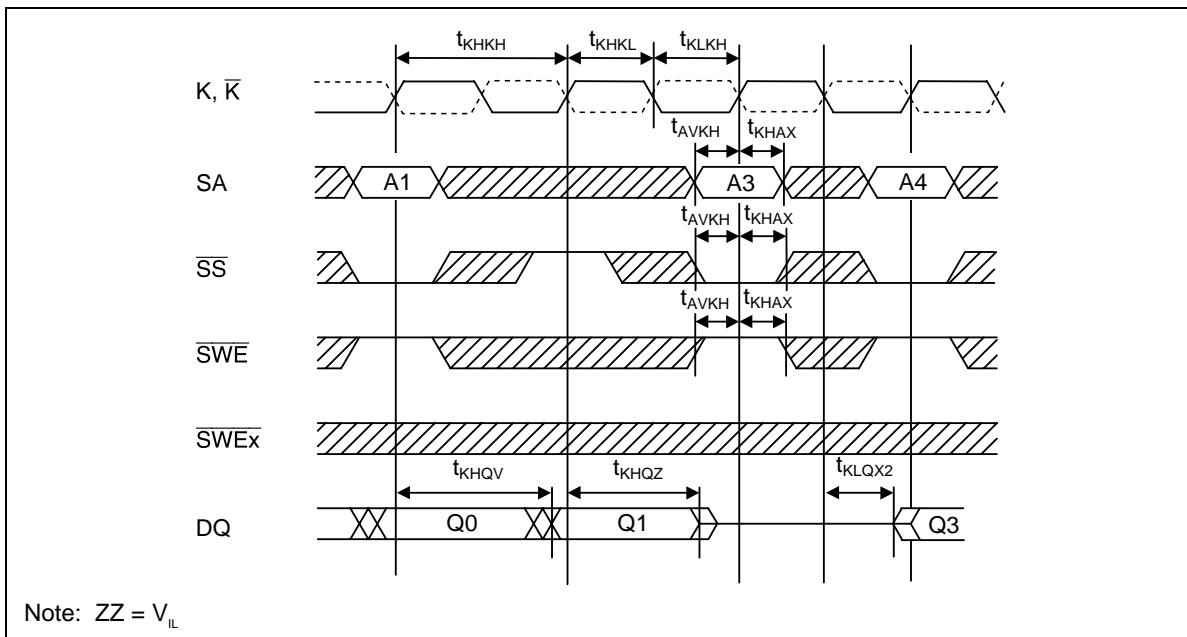 tKHKH tKHKL tKLKH
K, K̅
tAVKH tKHAX
SA A1 A3 A4
tAVKH tKHAX
S̅S̅
tAVKH tKHAX
S̅W̅E̅
S̅W̅E̅x̅
tKHQV tKHQZ tKLQX2
DQ Q0 Q1 Q3
Note: ZZ = VIL